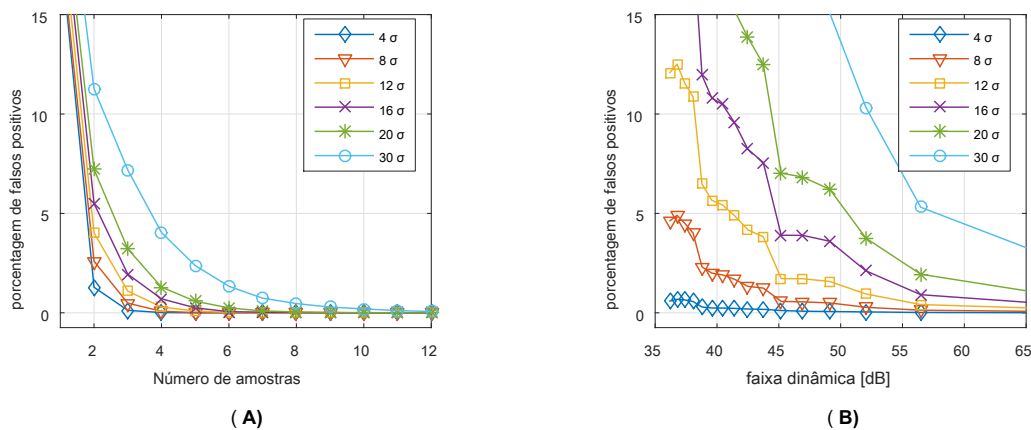 porcentagem de falsos positivos
15
10
5
0
2
4
6
8
10
12
Número de amostras
4 σ
8 σ
12 σ
16 σ
20 σ
30 σ
( A)
porcentagem de falsos positivos
15
10
5
0
35
40
45
50
55
60
65
faixa dinâmica [dB]
4 σ
8 σ
12 σ
16 σ
20 σ
30 σ
( B)